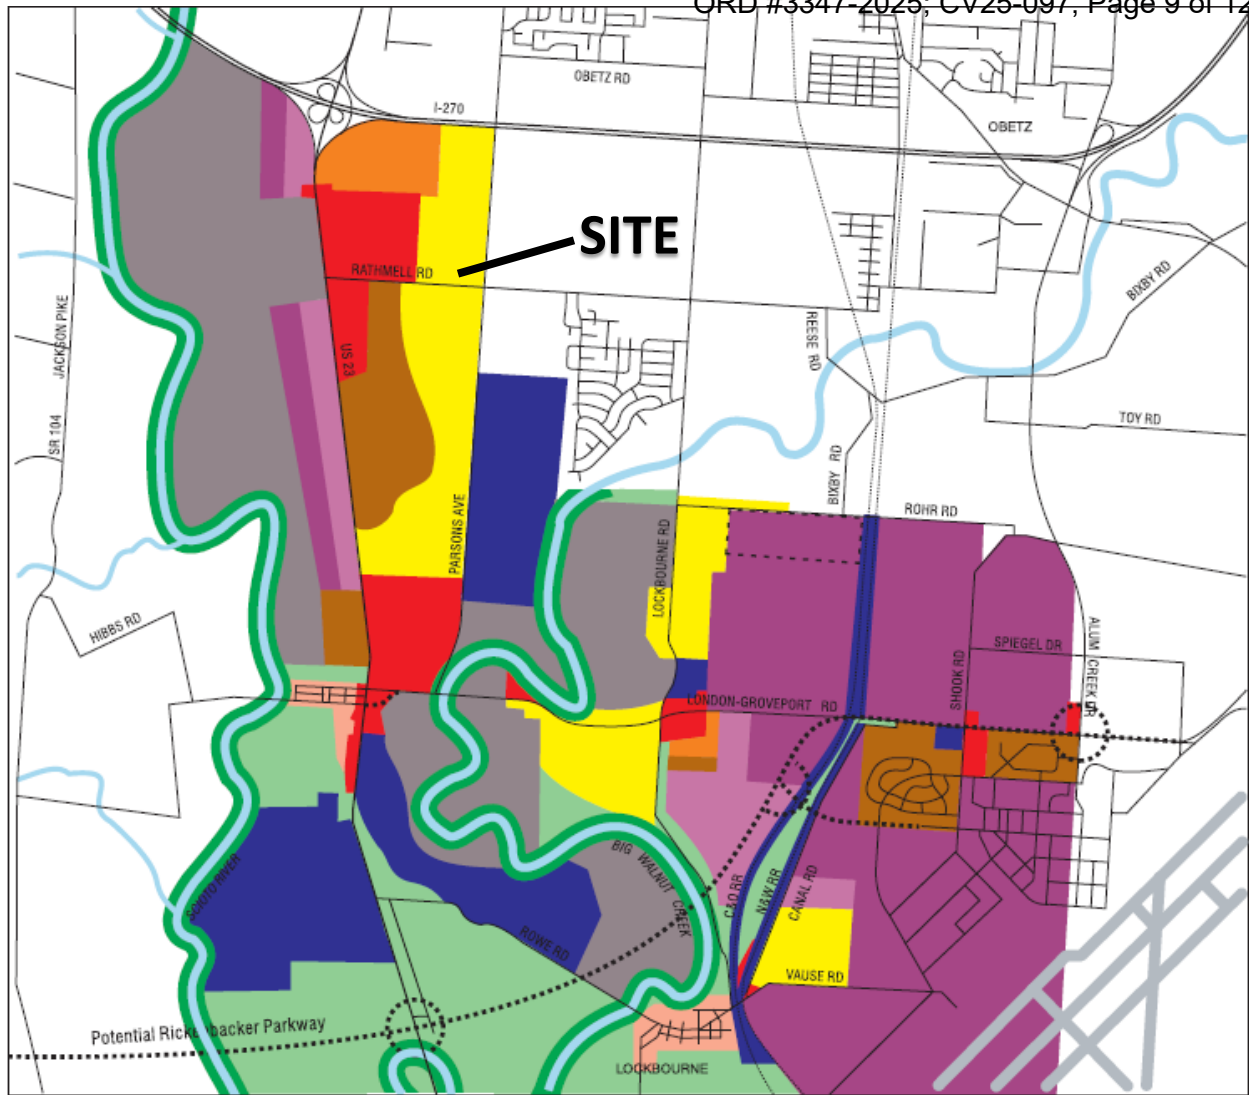 ORD #3347-2025; CV25-097; Page 9 of 12
OBETZ RD
I-270
OBETZ
SITE
RATHMELL RD
BIXBY RD
JACKSON PIKE
REESE RD
US 23
SR 104
TOY RD
BIXBY RD
PARSONS AVE
ROHR RD
LOCKBOURNE RD
HIBBS RD
ALUM CREEK DR
SPIEGEL DR
SHOOK RD
LONDON-GROVEPORT RD
BIG WALNUT CREEK
SCIOTO RIVER
C&O RR
N&W RR
CANAL RD
ROWE RD
VAUSE RD
Potential Rickenbacker Parkway
LOCKBOURNE